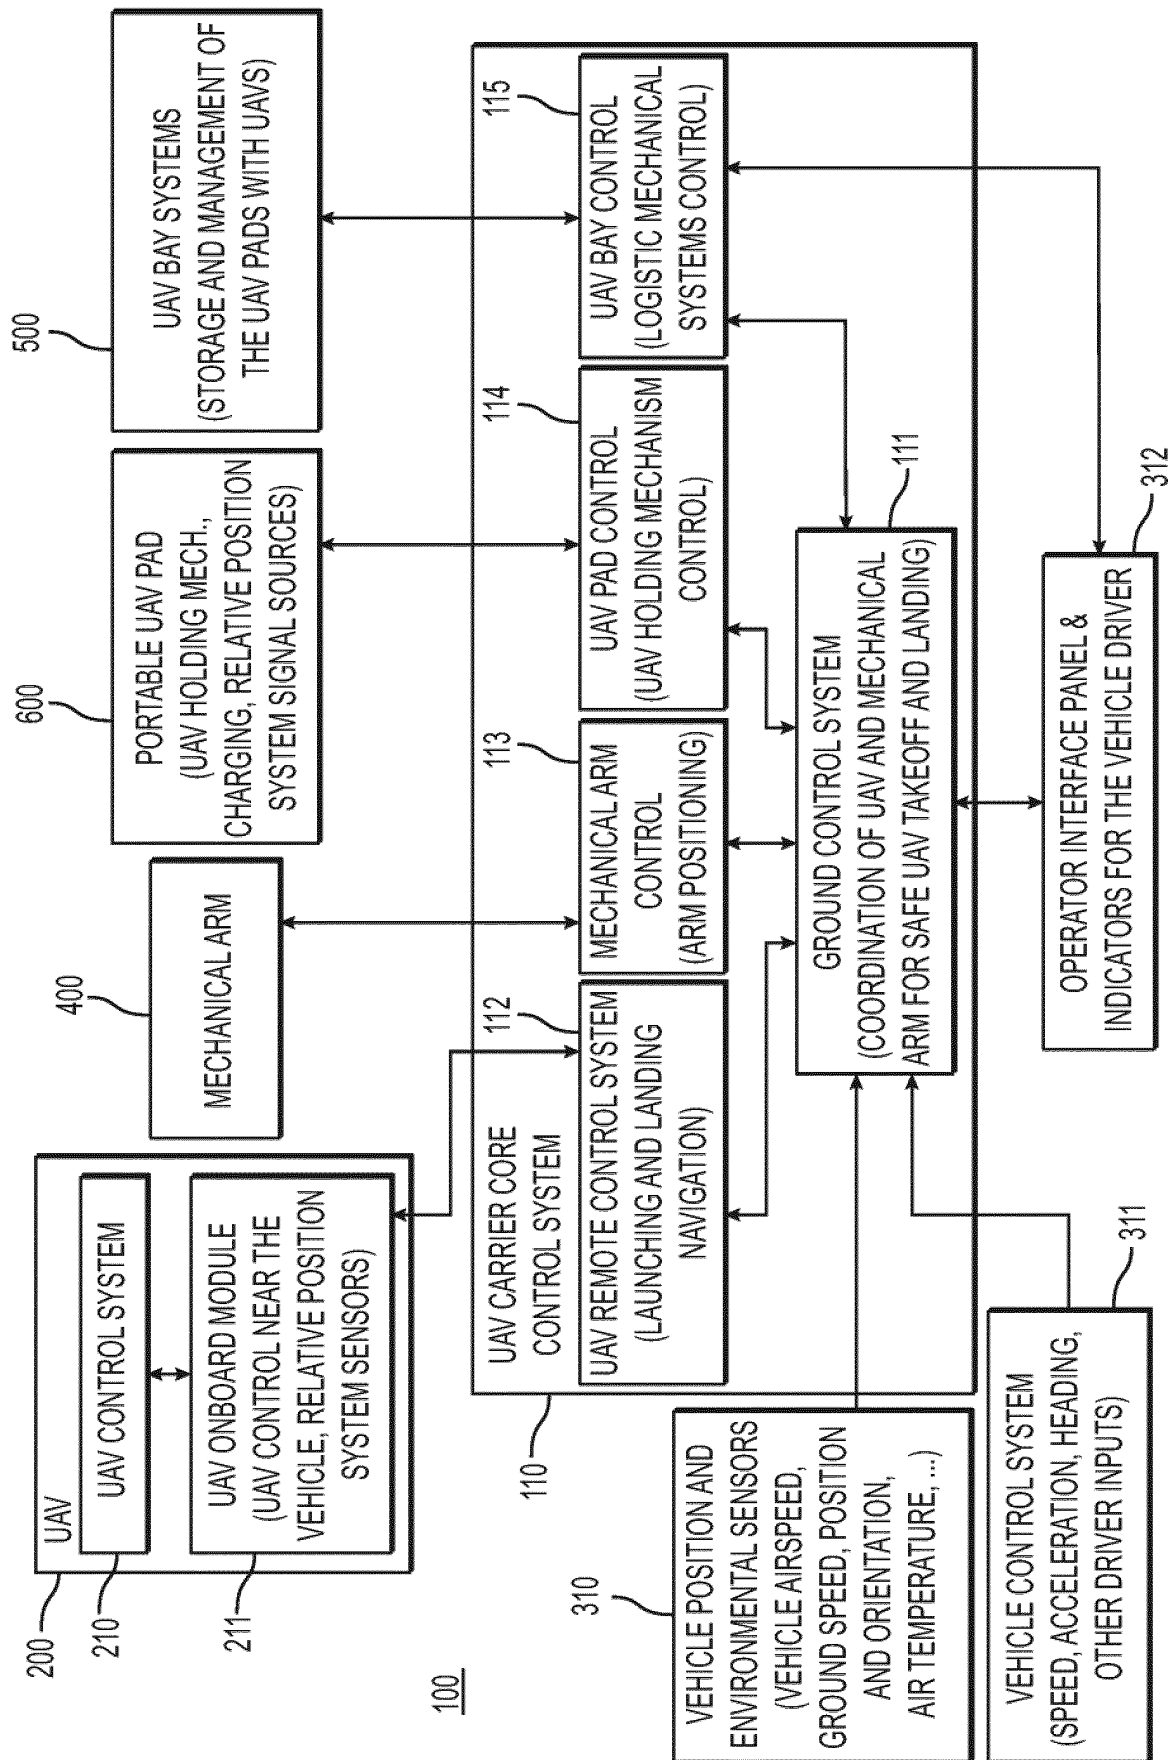 200
UAV
210
UAV CONTROL SYSTEM
211
UAV ONBOARD MODULE
(UAV CONTROL NEAR THE
VEHICLE, RELATIVE POSITION
SYSTEM SENSORS)
400
MECHANICAL ARM
600
PORTABLE UAV PAD
(UAV HOLDING MECH.,
CHARGING, RELATIVE POSITION
SYSTEM SIGNAL SOURCES)
500
UAV BAY SYSTEMS
(STORAGE AND MANAGEMENT OF
THE UAV PADS WITH UAVS)
100
110
UAV CARRIER CORE
CONTROL SYSTEM
112
UAV REMOTE CONTROL SYSTEM
(LAUNCHING AND LANDING
NAVIGATION)
113
MECHANICAL ARM
CONTROL
(ARM POSITIONING)
114
UAV PAD CONTROL
(UAV HOLDING MECHANISM
CONTROL)
115
UAV BAY CONTROL
(LOGISTIC MECHANICAL
SYSTEMS CONTROL)
310
VEHICLE POSITION AND
ENVIRONMENTAL SENSORS
(VEHICLE AIRSPEED,
GROUND SPEED, POSITION
AND ORIENTATION,
AIR TEMPERATURE, ...)
111
GROUND CONTROL SYSTEM
(COORDINATION OF UAV AND MECHANICAL
ARM FOR SAFE UAV TAKEOFF AND LANDING)
311
VEHICLE CONTROL SYSTEM
(SPEED, ACCELERATION, HEADING,
OTHER DRIVER INPUTS)
312
OPERATOR INTERFACE PANEL &
INDICATORS FOR THE VEHICLE DRIVER